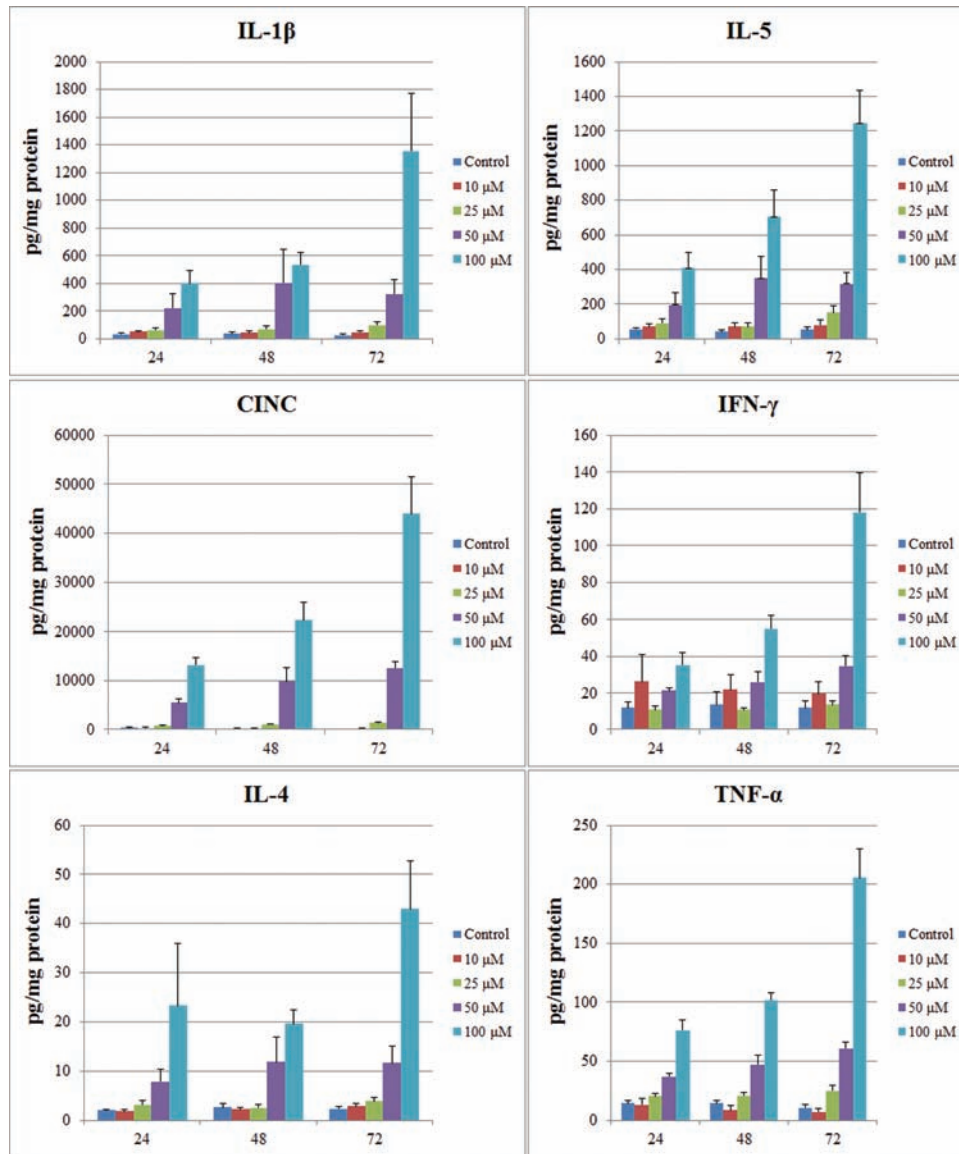 IL-1β
2000
1800
1600
1400
1200
1000
800
600
400
200
0
pg/mg protein
24 48 72
Control
10 µM
25 µM
50 µM
100 µM
IL-5
1600
1400
1200
1000
800
600
400
200
0
pg/mg protein
24 48 72
Control
10 µM
25 µM
50 µM
100 µM
CINC
60000
50000
40000
30000
20000
10000
0
pg/mg protein
24 48 72
Control
10 µM
25 µM
50 µM
100 µM
IFN-γ
160
140
120
100
80
60
40
20
0
pg/mg protein
24 48 72
Control
10 µM
25 µM
50 µM
100 µM
IL-4
60
50
40
30
20
10
0
pg/mg protein
24 48 72
Control
10 µM
25 µM
50 µM
100 µM
TNF-α
250
200
150
100
50
0
pg/mg protein
24 48 72
Control
10 µM
25 µM
50 µM
100 µM